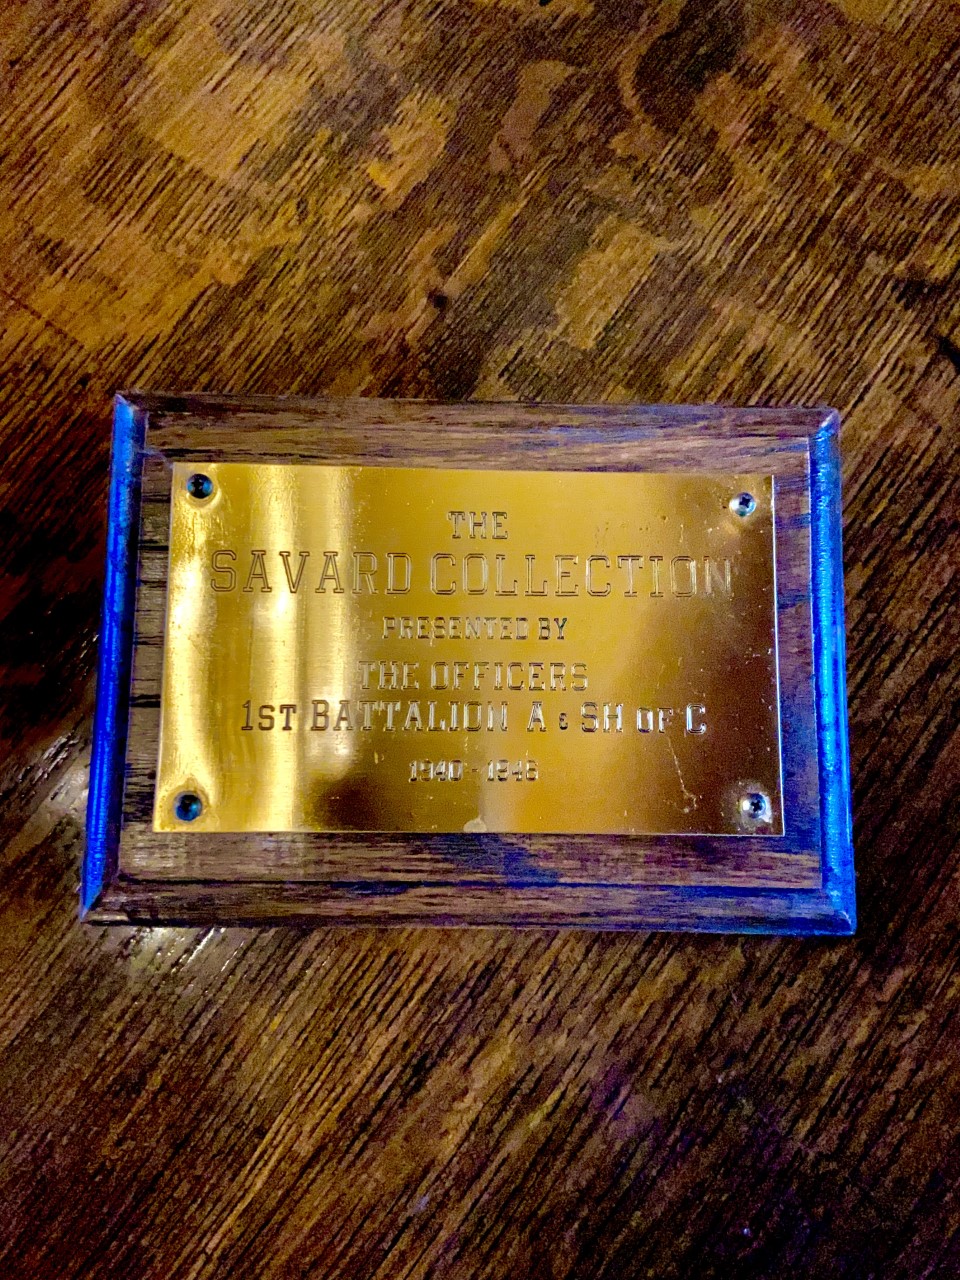 THE
SAVARD COLLECTION
PRESENTED BY
THE OFFICERS
1ST BATTALION A & SH OF C
1940 - 1946